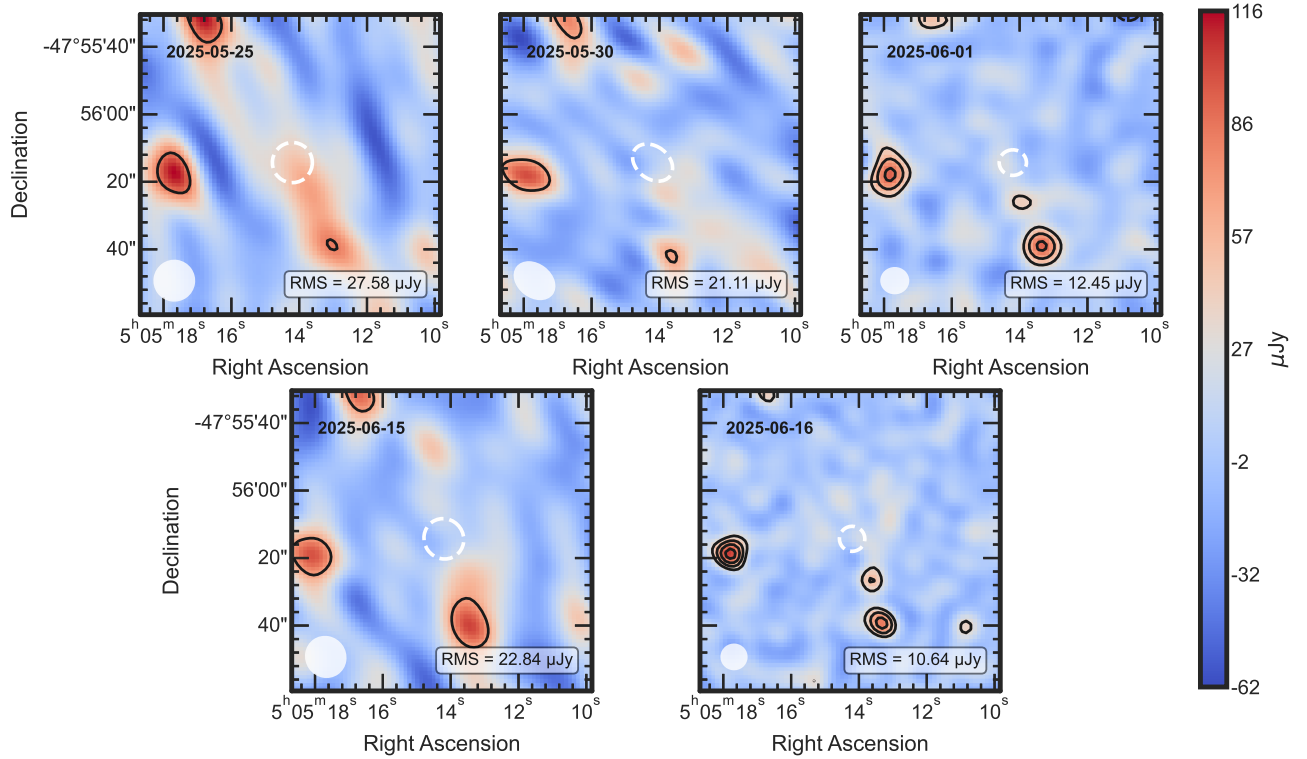 2025-05-25
2025-05-30
2025-06-01
116
86
57
27
-2
-32
-62
μJy
-47°55'40"
56'00"
20"
40"
Declination
RMS = 27.58 μJy
RMS = 21.11 μJy
RMS = 12.45 μJy
5ʰ05ᵐ18ˢ 16ˢ 14ˢ 12ˢ 10ˢ
5ʰ05ᵐ18ˢ 16ˢ 14ˢ 12ˢ 10ˢ
5ʰ05ᵐ18ˢ 16ˢ 14ˢ 12ˢ 10ˢ
Right Ascension
Right Ascension
Right Ascension
2025-06-15
2025-06-16
-47°55'40"
56'00"
20"
40"
Declination
RMS = 22.84 μJy
RMS = 10.64 μJy
5ʰ05ᵐ18ˢ 16ˢ 14ˢ 12ˢ 10ˢ
5ʰ05ᵐ18ˢ 16ˢ 14ˢ 12ˢ 10ˢ
Right Ascension
Right Ascension